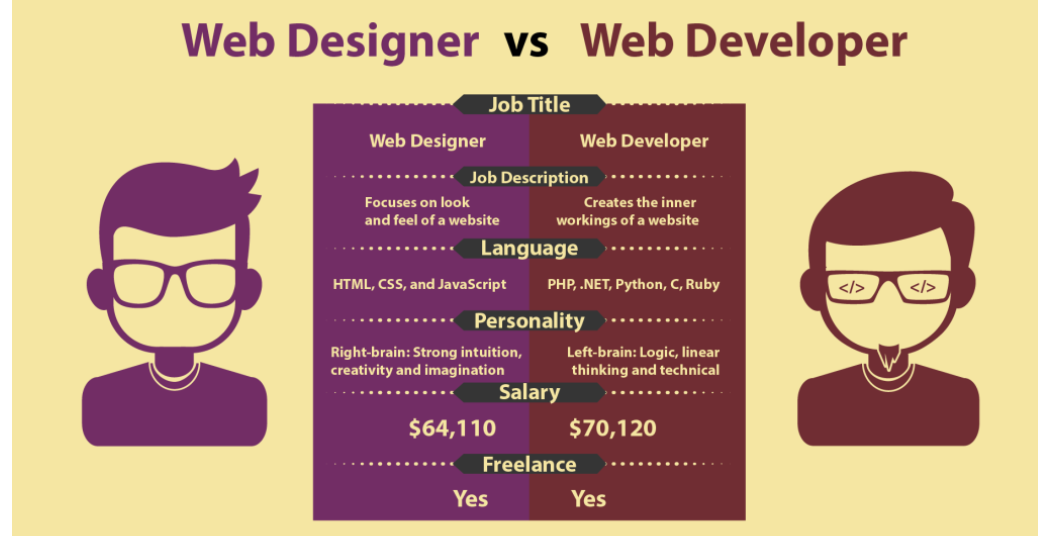 Web Designer vs Web Developer
Job Title
Web Designer Web Developer
Job Description
Focuses on look
and feel of a website
Creates the inner
workings of a website
Language
HTML, CSS, and JavaScript
PHP, .NET, Python, C, Ruby
Personality
Right-brain: Strong intuition,
creativity and imagination
Left-brain: Logic, linear
thinking and technical
Salary
$64,110 $70,120
Freelance
Yes Yes
</> </>